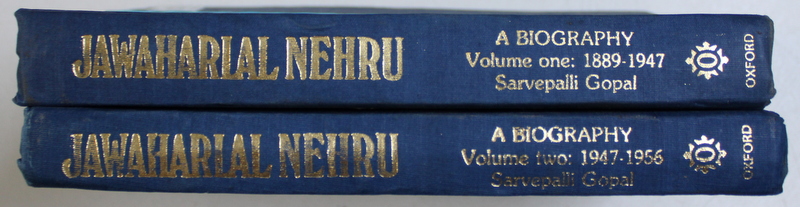 JAWAHARLAL NEHRU
A BIOGRAPHY
Volume one: 1889-1947
Sarvepalli Gopal
OXFORD
JAWAHARLAL NEHRU
A BIOGRAPHY
Volume two: 1947-1956
Sarvepalli Gopal
OXFORD